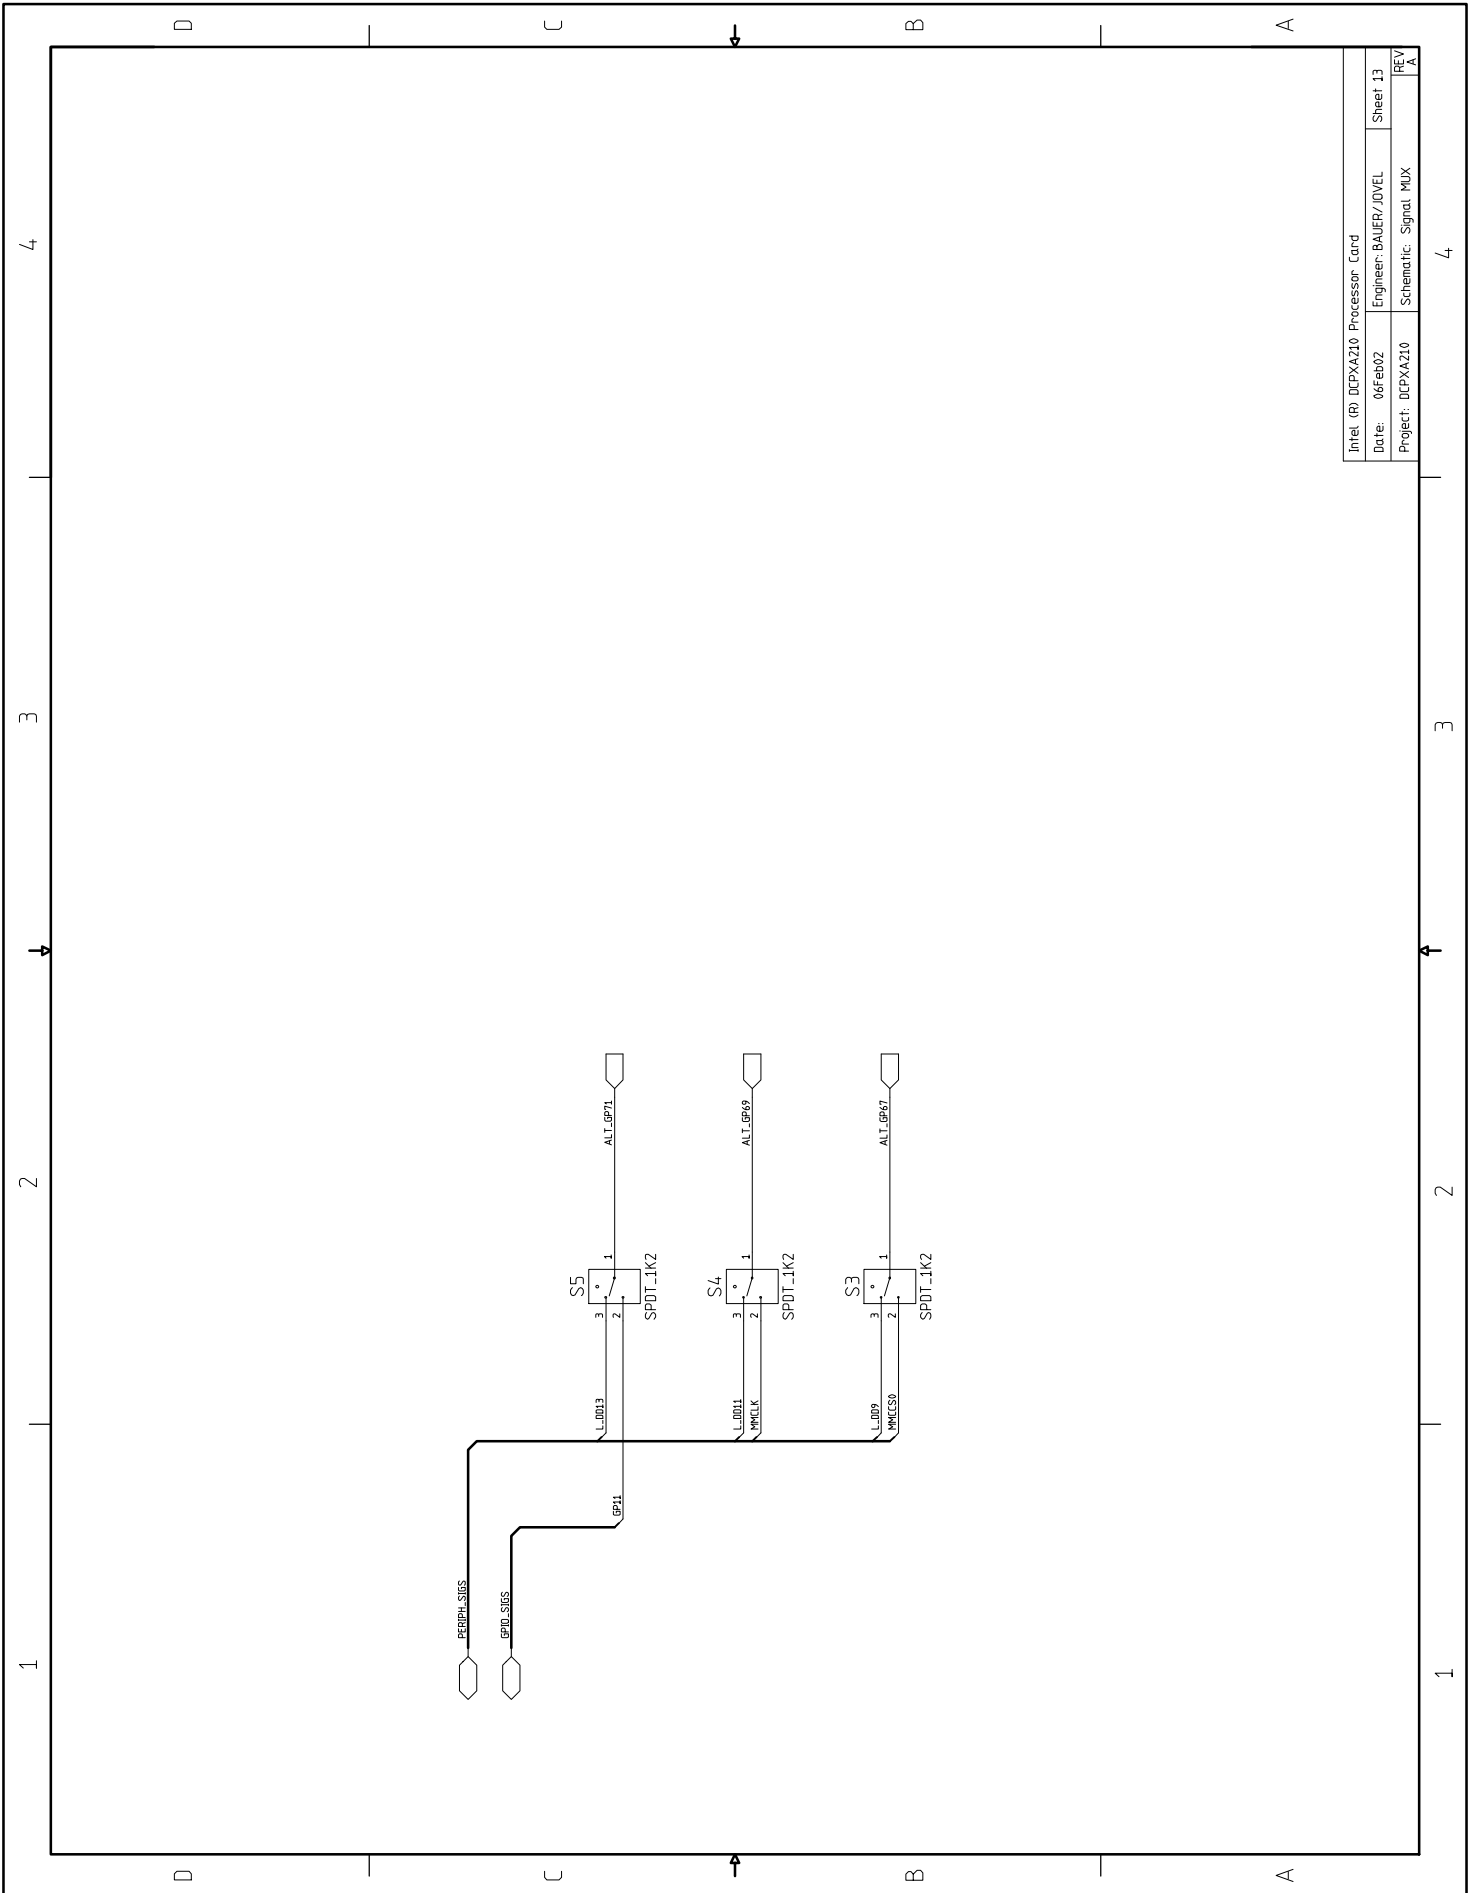 D
C
B
A
1
2
3
4
PERIPH_SIGS
GPIO_SIGS
GP11
L_DD13
3
2
S5
1
SPDT_1K2
ALT_GP71
L_DD11
MMCLK
3
2
S4
1
SPDT_1K2
ALT_GP69
L_DD9
MMCCS0
3
2
S3
1
SPDT_1K2
ALT_GP67
Intel (R) DCPXA210 Processor Card
Date: 06Feb02 Engineer: BAUER/JOVEL Sheet 13
Project: DCPXA210 Schematic: Signal MUX REV
A
1
2
3
4
D
C
B
A